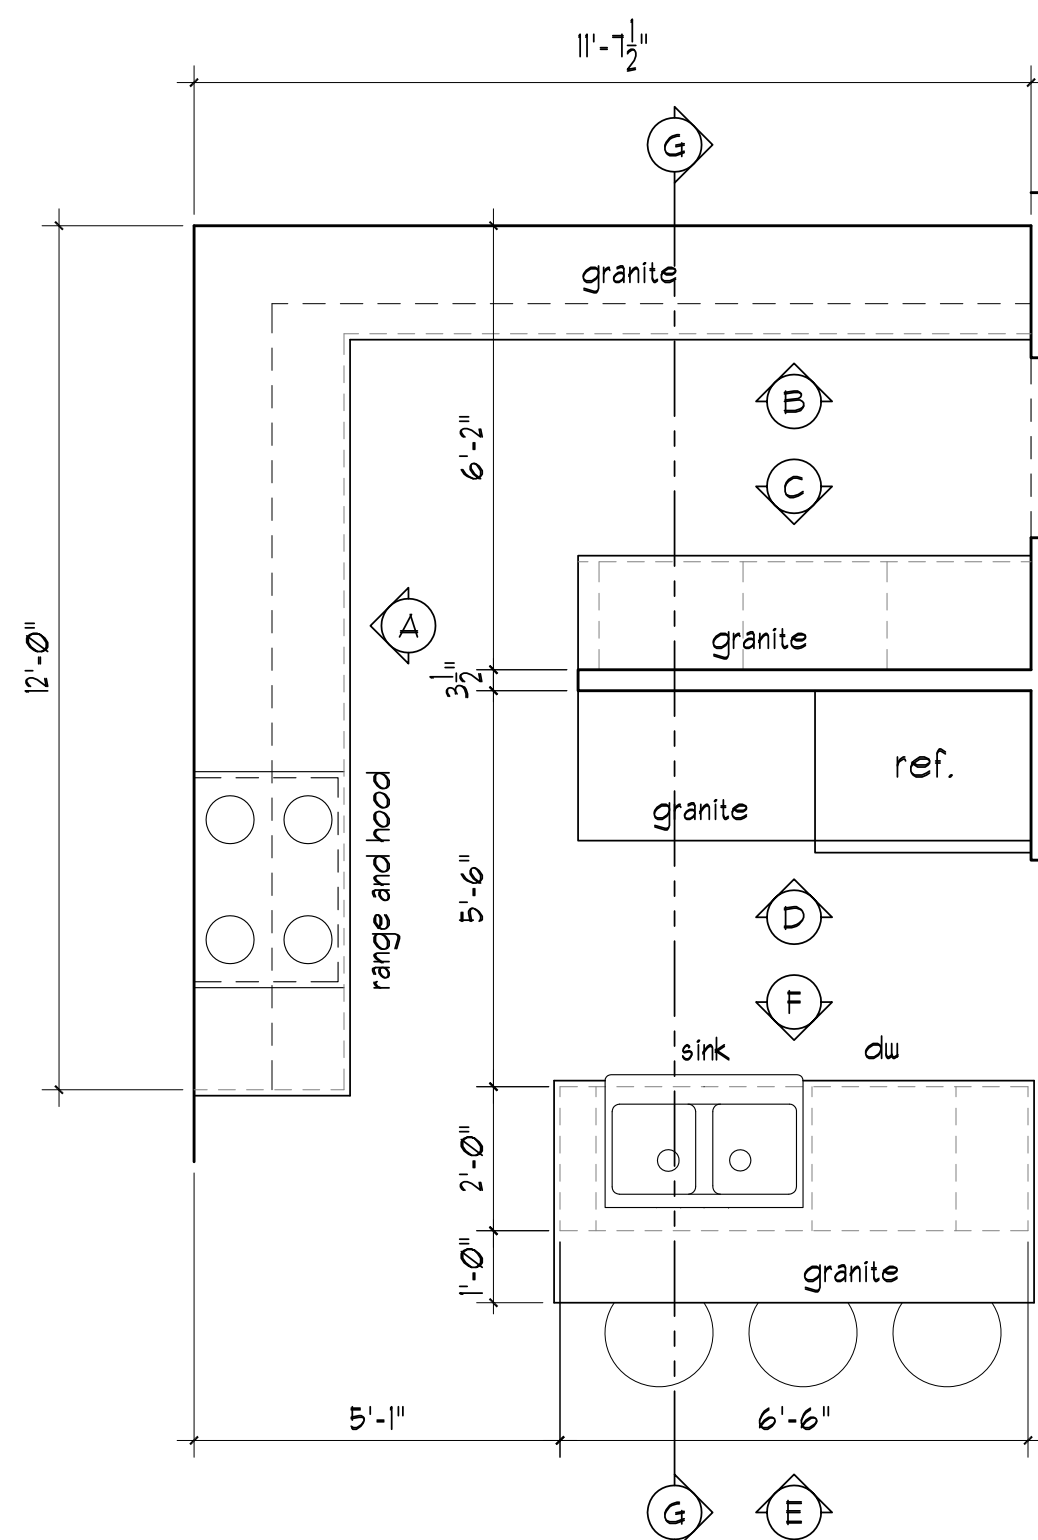 11'-7 1/2"
G
granite
B
6'-2"
C
12'-0"
A
granite
3 1/2"
ref.
granite
range and hood
5'-6"
D
F
sink
dw
2'-0"
1'-0"
granite
5'-1"
6'-6"
G
E